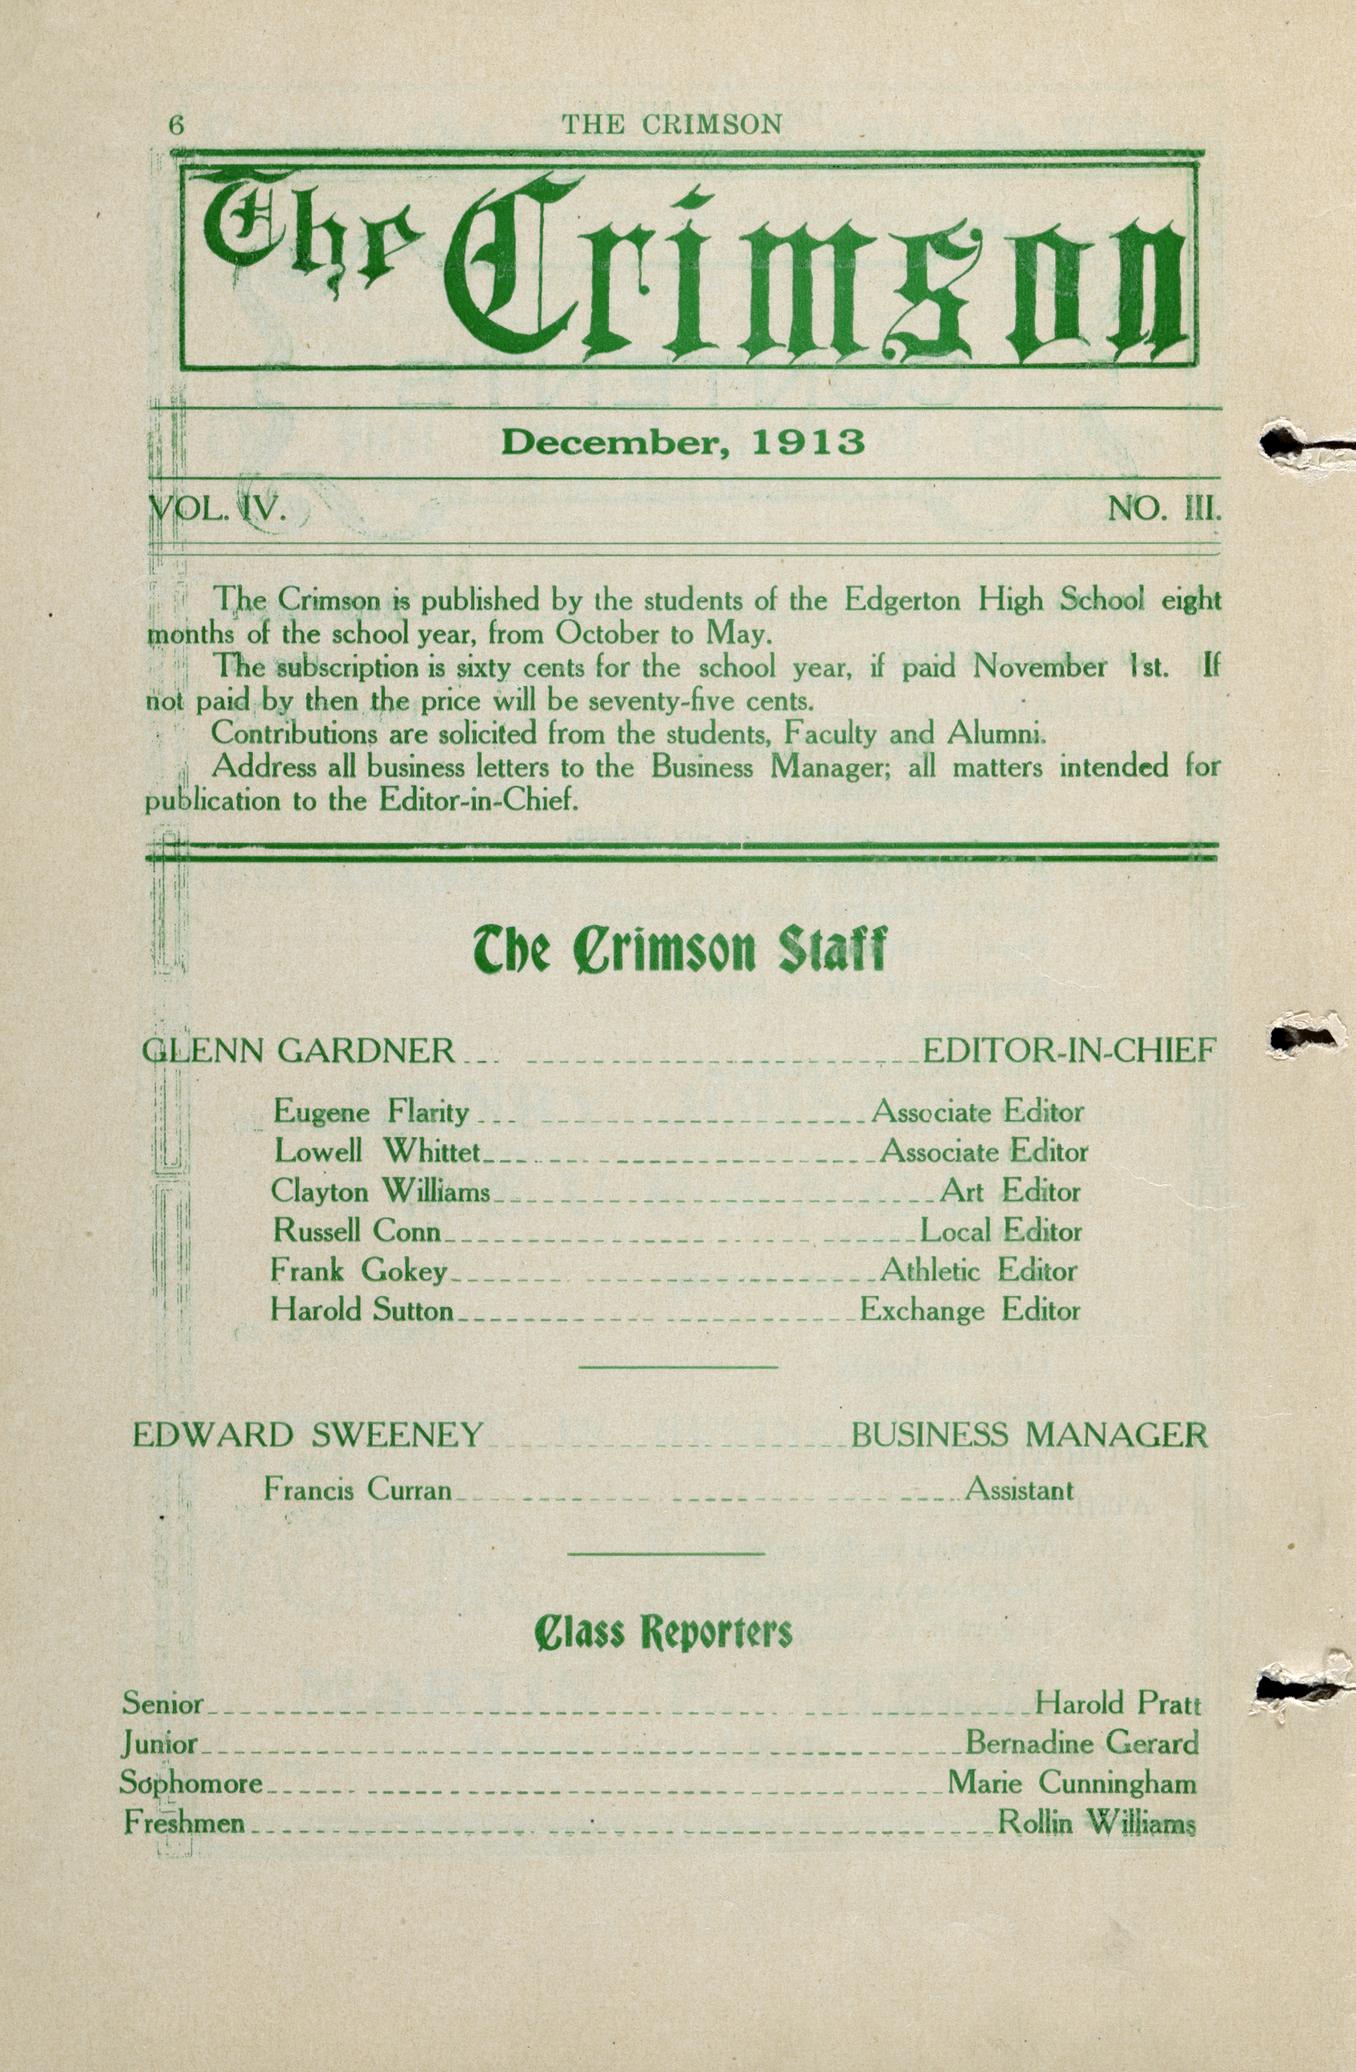 6 THE CRIMSON
The Crimson
December, 1913
VOL. IV. NO. III.
The Crimson is published by the students of the Edgerton High School eight
months of the school year, from October to May.
The subscription is sixty cents for the school year, if paid November 1st. If
not paid by then the price will be seventy-five cents.
Contributions are solicited from the students, Faculty and Alumni.
Address all business letters to the Business Manager; all matters intended for
publication to the Editor-in-Chief.
The Crimson Staff
GLENN GARDNER EDITOR-IN-CHIEF
Eugene Flarity Associate Editor
Lowell Whittet Associate Editor
Clayton Williams Art Editor
Russell Conn Local Editor
Frank Gokey Athletic Editor
Harold Sutton Exchange Editor
EDWARD SWEENEY BUSINESS MANAGER
Francis Curran Assistant
Class Reporters
Senior Harold Pratt
Junior Bernadine Gerard
Sophomore Marie Cunningham
Freshmen Rollin Williams